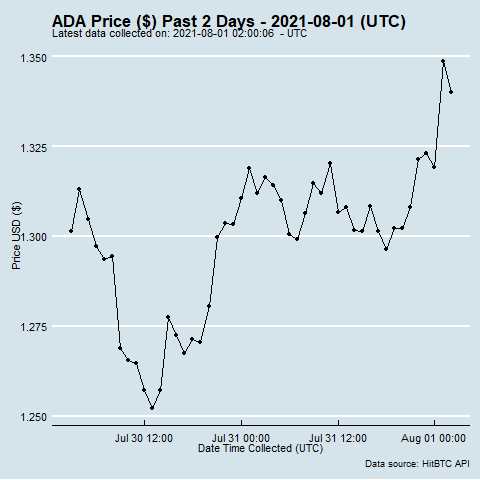 ADA Price ($) Past 2 Days - 2021-08-01 (UTC)
Latest data collected on: 2021-08-01 02:00:06 - UTC
1.350
1.325
1.300
1.275
1.250
Price USD ($)
Jul 30 12:00
Jul 31 00:00
Jul 31 12:00
Aug 01 00:00
Date Time Collected (UTC)
Data source: HitBTC API